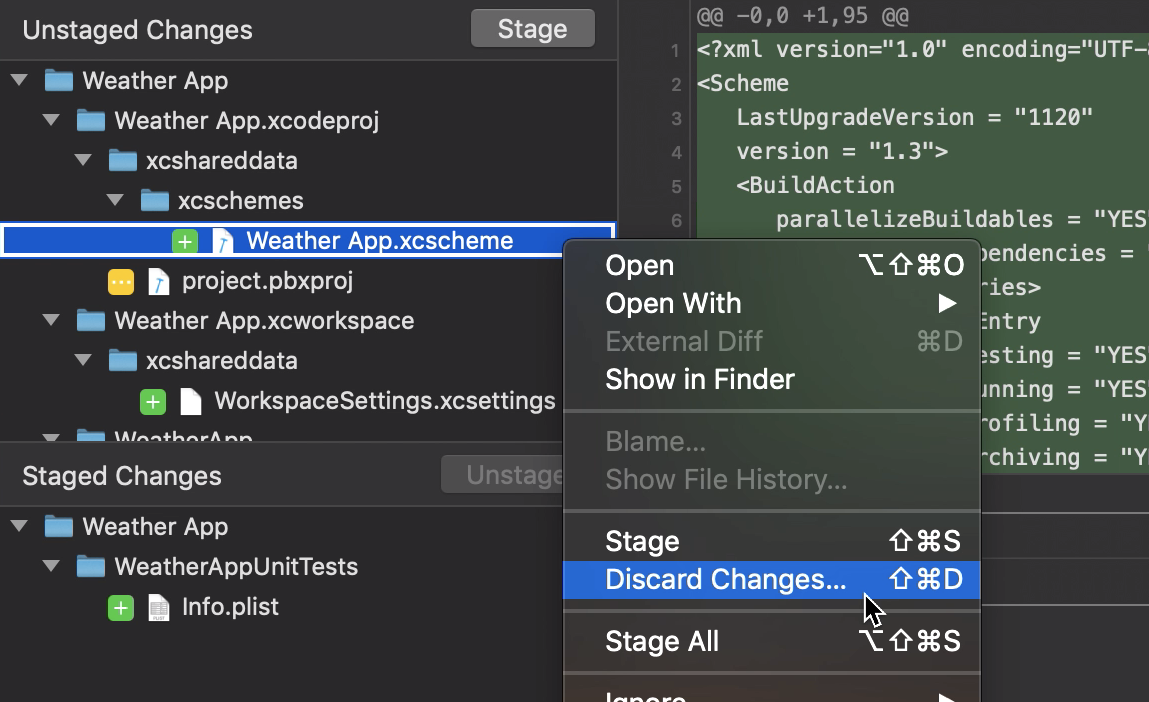 Unstaged Changes
Stage
Weather App
Weather App.xcodeproj
xcshareddata
xcschemes
Weather App.xcscheme
project.pbxproj
Weather App.xcworkspace
xcshareddata
WorkspaceSettings.xcsettings
WeatherApp
Staged Changes
Unstage
Weather App
WeatherAppUnitTests
Info.plist
@@ -0,0 +1,95 @@
1 <?xml version="1.0" encoding="UTF-8
2 <Scheme
3 LastUpgradeVersion = "1120"
4 version = "1.3">
5 <BuildAction
6 parallelizeBuildables = "YES"
pendencies = "
ries>
Entry
esting = "YES"
unning = "YES"
rofiling = "YE
rchiving = "YE
Open ⌥⇧⌘O
Open With ▶
External Diff ⌘D
Show in Finder
Blame...
Show File History...
Stage ⇧⌘S
Discard Changes... ⇧⌘D
Stage All ⌥⇧⌘S
Ignore